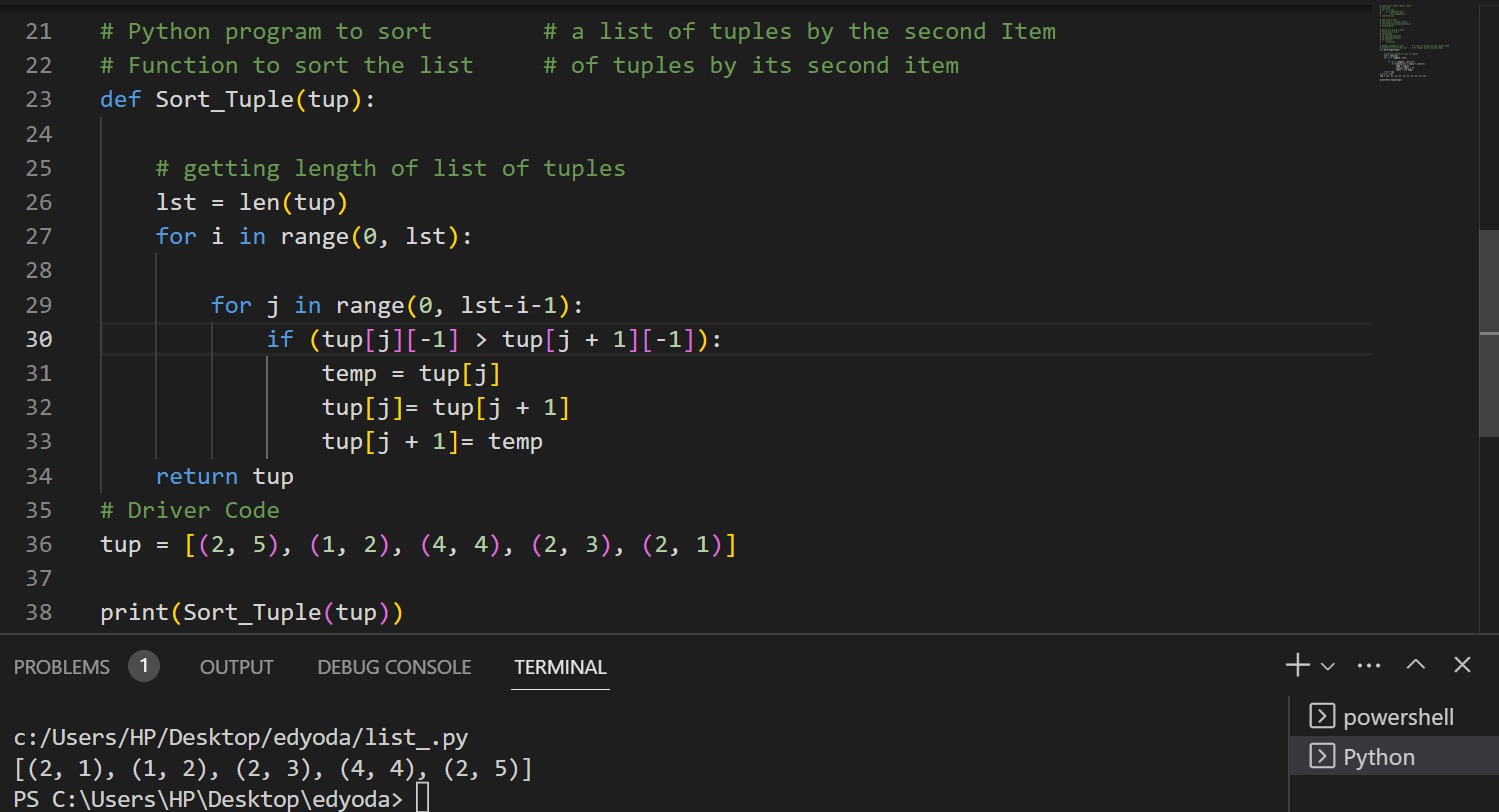 21 # Python program to sort        # a list of tuples by the second Item
22 # Function to sort the list     # of tuples by its second item
23 def Sort_Tuple(tup):
24
25     # getting length of list of tuples
26     lst = len(tup)
27     for i in range(0, lst):
28
29         for j in range(0, lst-i-1):
30             if (tup[j][-1] > tup[j + 1][-1]):
31                 temp = tup[j]
32                 tup[j]= tup[j + 1]
33                 tup[j + 1]= temp
34     return tup
35 # Driver Code
36 tup = [(2, 5), (1, 2), (4, 4), (2, 3), (2, 1)]
37
38 print(Sort_Tuple(tup))
PROBLEMS 1 OUTPUT DEBUG CONSOLE TERMINAL
c:/Users/HP/Desktop/edyoda/list_.py
[(2, 1), (1, 2), (2, 3), (4, 4), (2, 5)]
PS C:\Users\HP\Desktop\edyoda>
powershell
Python